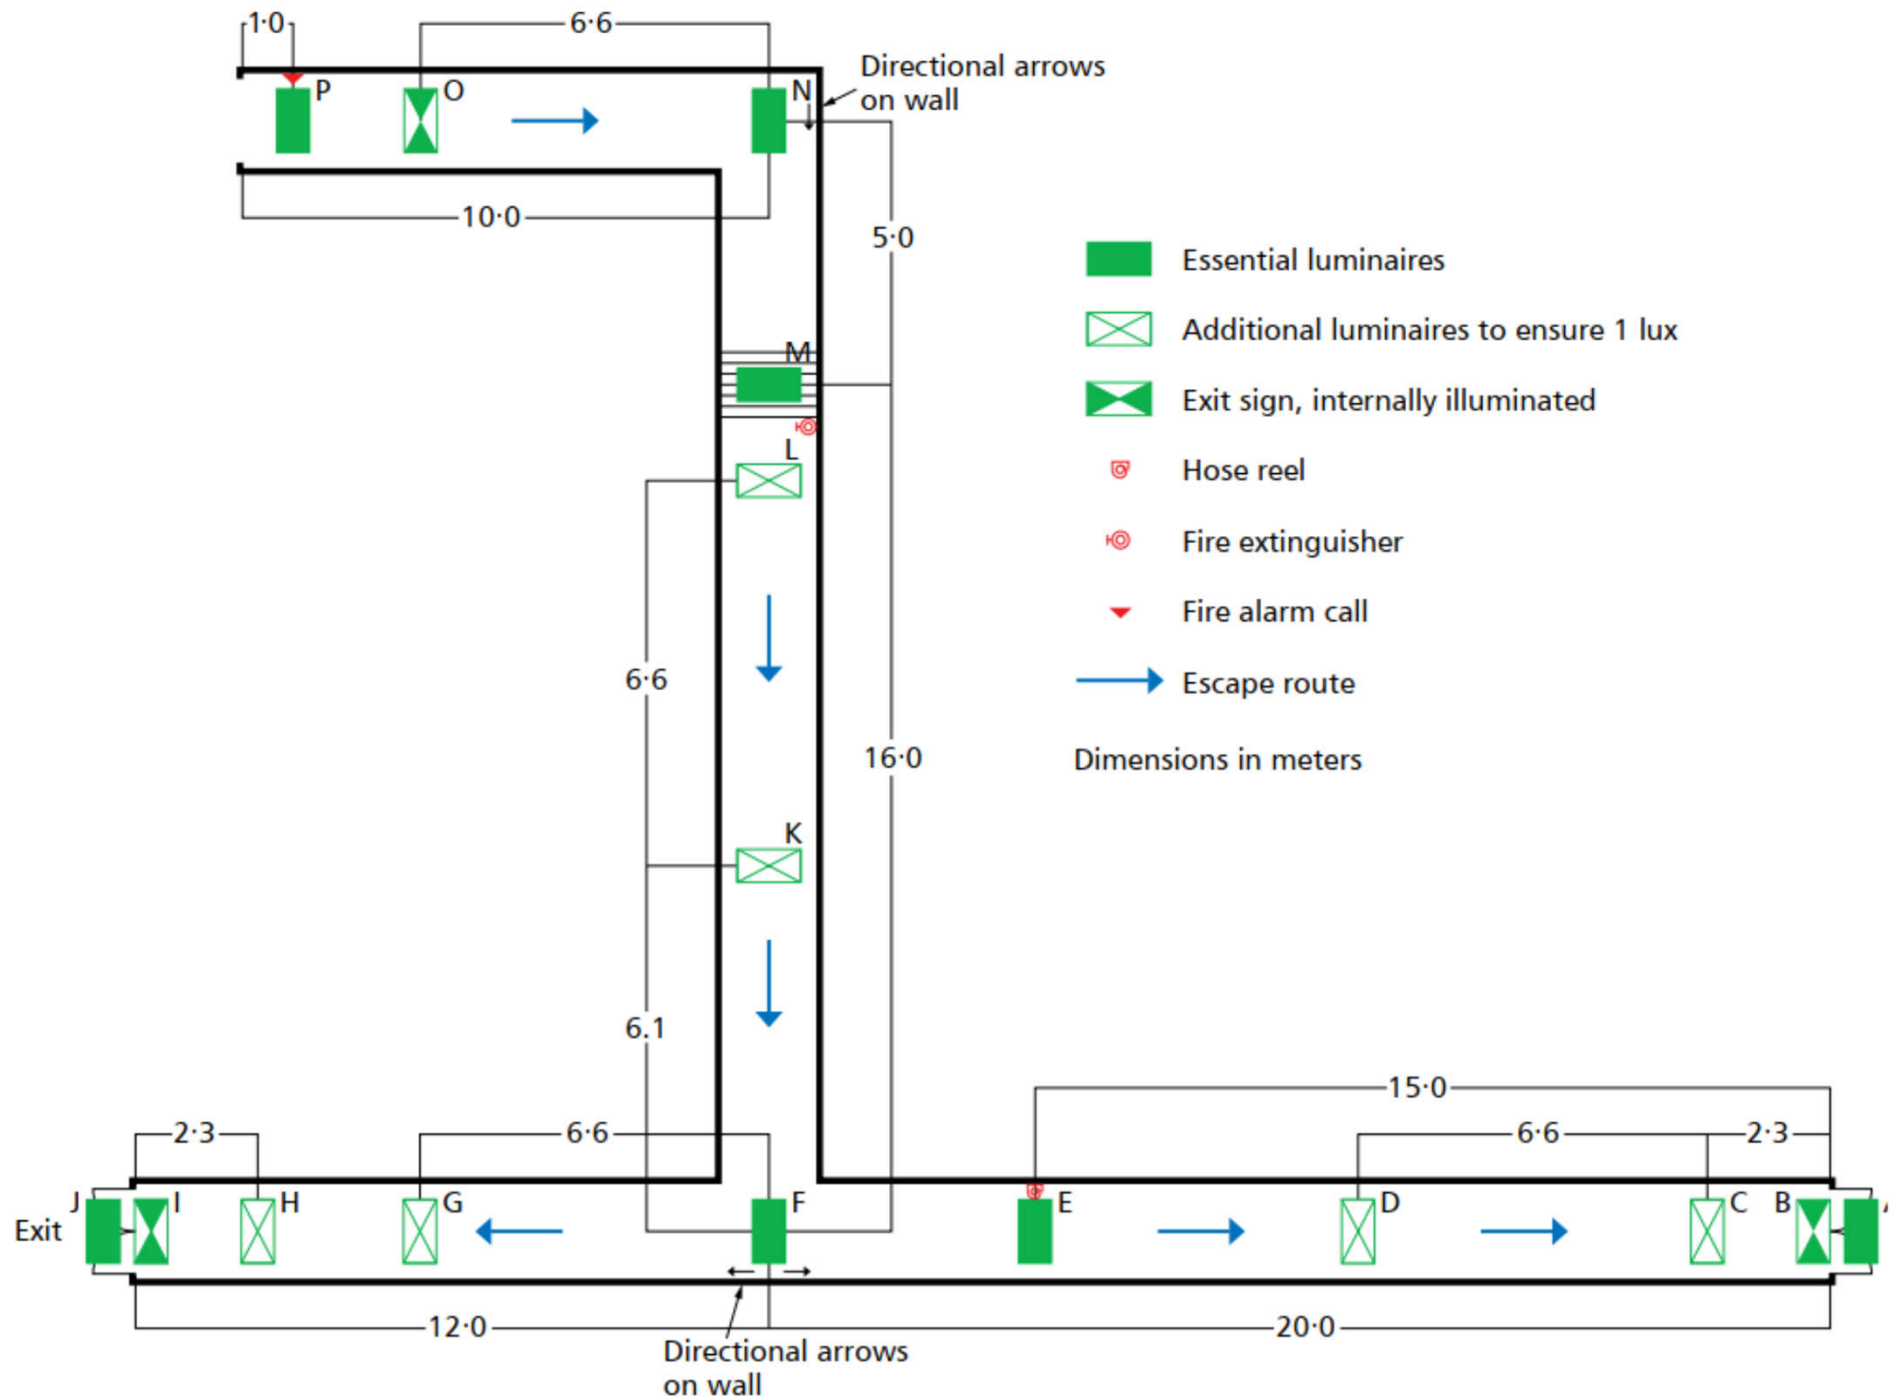 1·0
6·6
Directional arrows
on wall
P
O
N
10·0
5·0
Essential luminaires
M
Additional luminaires to ensure 1 lux
Exit sign, internally illuminated
L
Hose reel
Fire extinguisher
Fire alarm call
6·6
Escape route
16·0
Dimensions in meters
K
6.1
15·0
2·3
6·6
6·6
2·3
J
I
H
G
F
E
D
C
B
Exit
12·0
20·0
Directional arrows
on wall